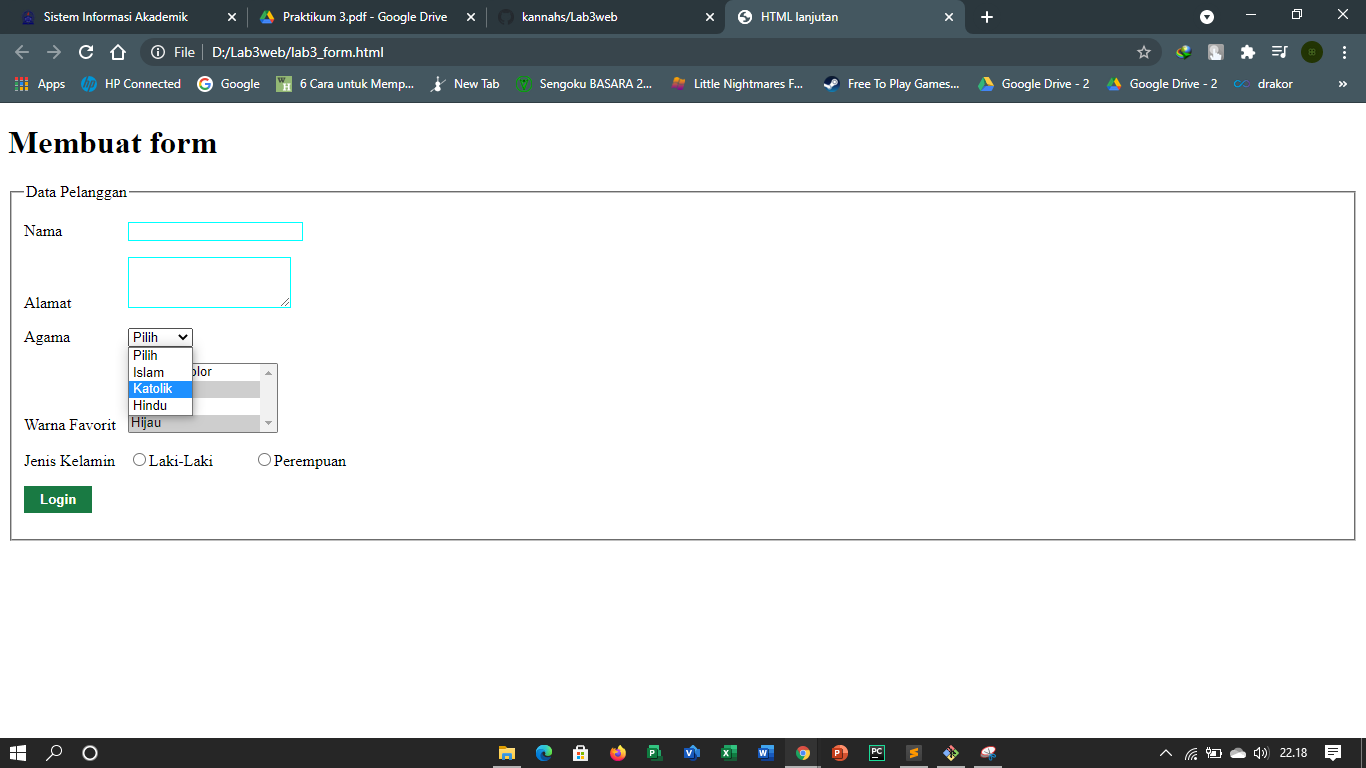 Sistem Informasi Akademik
Praktikum 3.pdf - Google Drive
kannahs/Lab3web
HTML lanjutan
File
D:/Lab3web/lab3_form.html
Apps
HP Connected
Google
6 Cara untuk Memp...
New Tab
Sengoku BASARA 2...
Little Nightmares F...
Free To Play Games...
Google Drive - 2
Google Drive - 2
drakor
Membuat form
Data Pelanggan
Nama
Alamat
Agama
Pilih
Pilih
Islam
Katolik
Hindu
olor
Hijau
Warna Favorit
Jenis Kelamin
Laki-Laki
Perempuan
Login
22.18